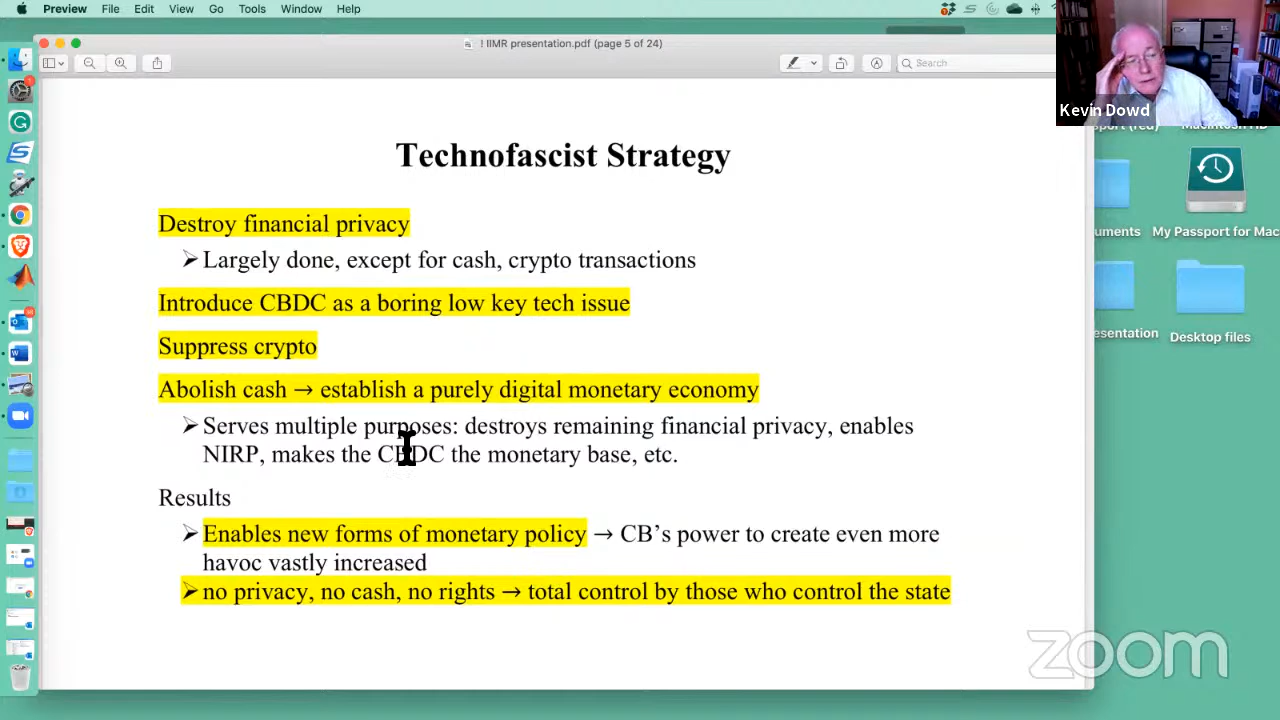 Preview File Edit View Go Tools Window Help
! IIMR presentation.pdf (page 5 of 24)
Search
Kevin Dowd
Technofascist Strategy
Destroy financial privacy
➢Largely done, except for cash, crypto transactions
Introduce CBDC as a boring low key tech issue
Suppress crypto
Abolish cash → establish a purely digital monetary economy
➢Serves multiple purposes: destroys remaining financial privacy, enables
NIRP, makes the CBDC the monetary base, etc.
Results
➢Enables new forms of monetary policy → CB’s power to create even more
havoc vastly increased
➢no privacy, no cash, no rights → total control by those who control the state
uments
My Passport for Mac
esentation
Desktop files
zoom